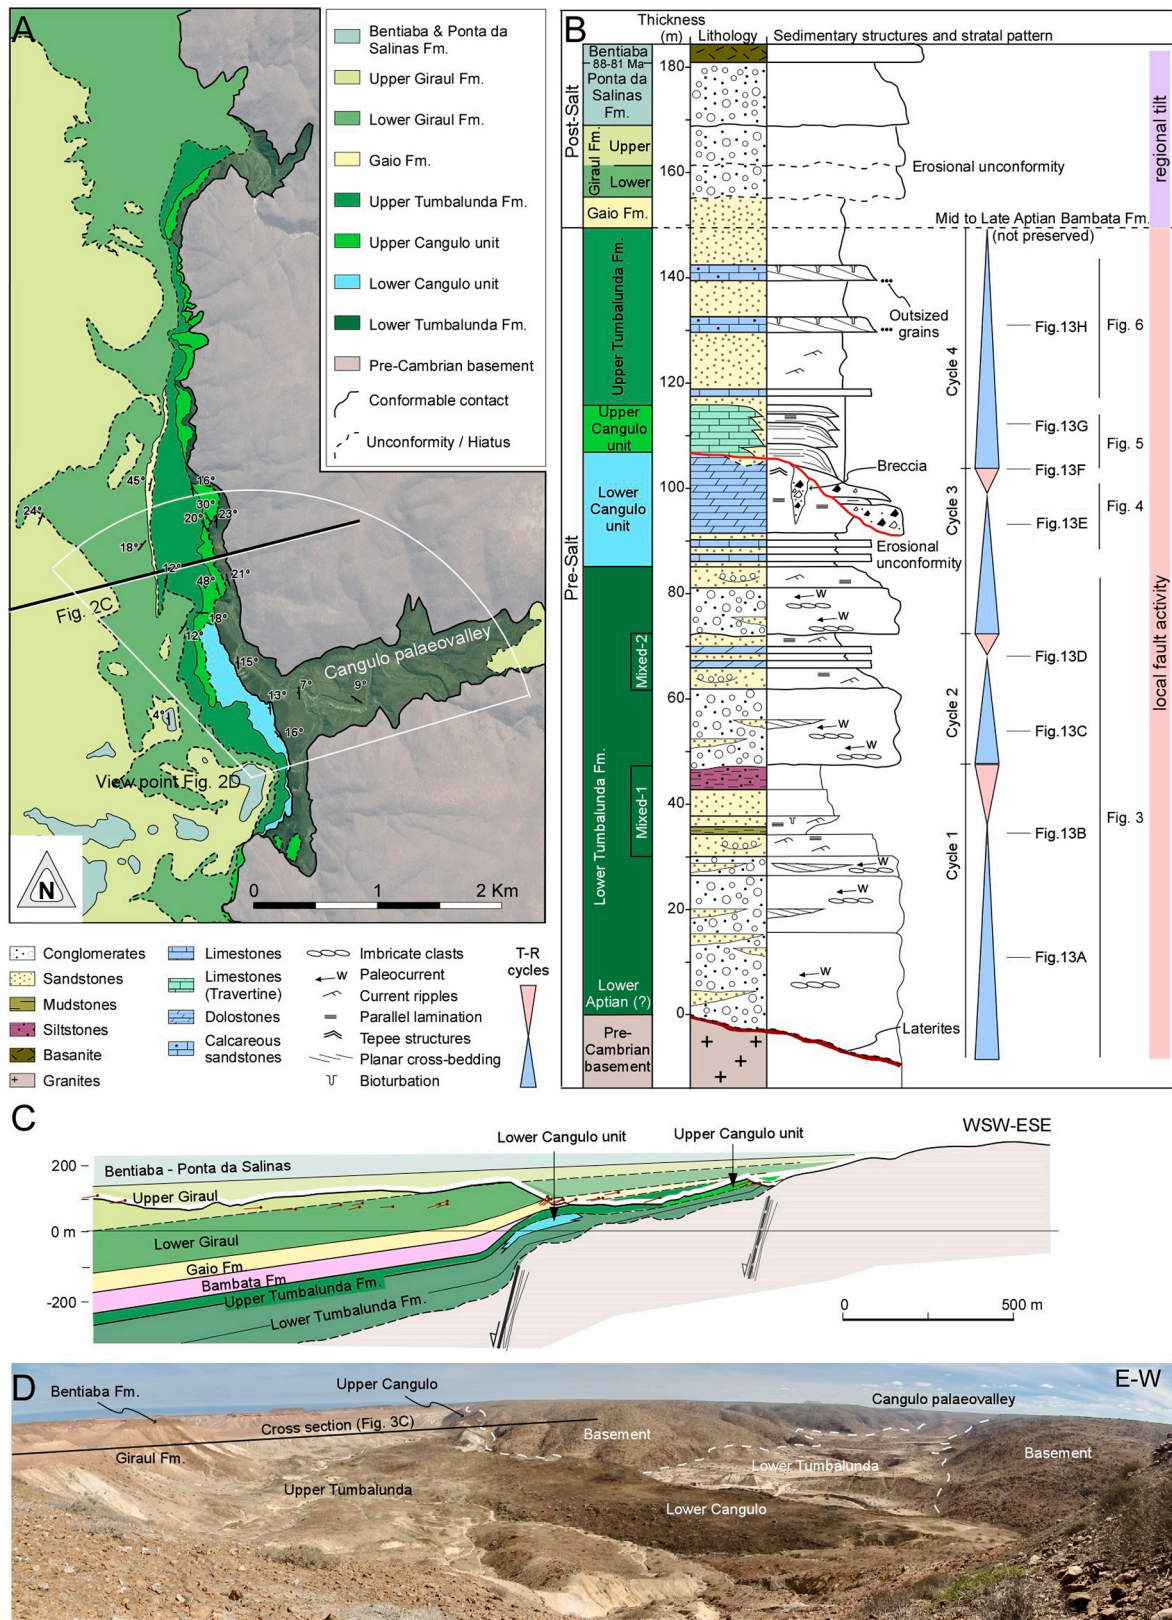 A
Bentiaba & Ponta da
Salinas Fm.
Upper Giraul Fm.
Lower Giraul Fm.
Gaio Fm.
Upper Tumbalunda Fm.
Upper Cangulo unit
Lower Cangulo unit
Lower Tumbalunda Fm.
Pre-Cambrian basement
Conformable contact
Unconformity / Hiatus
45°
16°
30°
24°
20°
23°
18°
12°
48°
21°
Fig. 2C
18°
12°
Cangulo palaeovalley
15°
7°
9°
13°
4°
16°
View point Fig. 2D
N
0
1
2 Km
B
Thickness
(m)
Lithology
Sedimentary structures and stratal pattern
Post-Salt
Bentiaba
88-81 Ma
Ponta da
Salinas
Fm.
Giraul Fm.
Upper
Lower
Gaio Fm.
180
160
140
120
100
80
60
40
20
0
Erosional unconformity
Mid to Late Aptian Bambata Fm.
(not preserved)
regional tilt
Pre-Salt
Upper Tumbalunda Fm.
Upper
Cangulo
unit
Lower
Cangulo
unit
Lower Tumbalunda Fm.
Mixed-2
Mixed-1
Lower
Aptian (?)
Pre-
Cambrian
basement
Outsized
grains
Breccia
Erosional
unconformity
W
W
W
W
W
W
W
Laterites
Cycle 4
Cycle 3
Cycle 2
Cycle 1
Fig.13H
Fig.13G
Fig.13F
Fig.13E
Fig.13D
Fig.13C
Fig.13B
Fig.13A
Fig. 6
Fig. 5
Fig. 4
Fig. 3
local fault activity
Conglomerates
Sandstones
Mudstones
Siltstones
Basanite
Granites
Limestones
Limestones
(Travertine)
Dolostones
Calcareous
sandstones
Imbricate clasts
W
Paleocurrent
Current ripples
Parallel lamination
Tepee structures
Planar cross-bedding
Bioturbation
T-R
cycles
C
WSW-ESE
Lower Cangulo unit
Upper Cangulo unit
200
0 m
-200
Bentiaba - Ponta da Salinas
Upper Giraul
Lower Giraul
Gaio Fm.
Bambata Fm
Upper Tumbalunda Fm.
Lower Tumbalunda Fm.
0
500 m
D
E-W
Bentiaba Fm.
Upper Cangulo
Cangulo palaeovalley
Cross section (Fig. 3C)
Giraul Fm.
Basement
Basement
Lower Tumbalunda
Upper Tumbalunda
Lower Cangulo